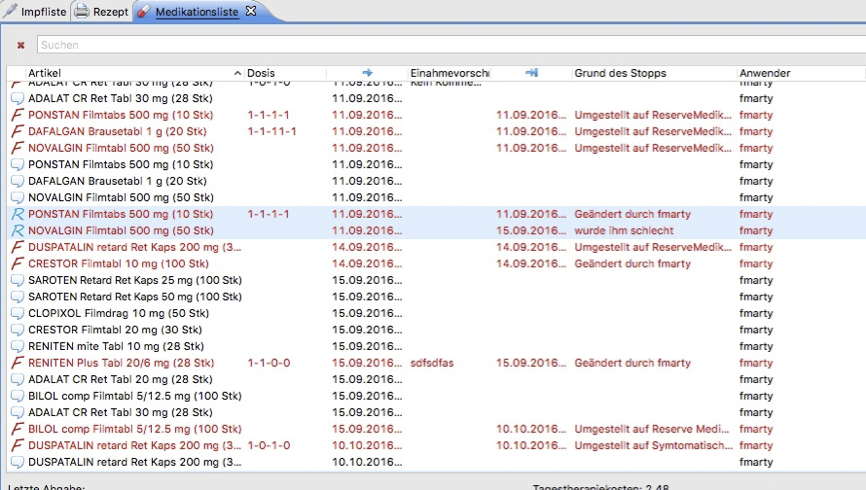 Impfliste Rezept Medikationsliste
Suchen
Artikel Dosis Einahmevorschr Grund des Stopps Anwender
ADALAT CR Ret Tabl 30 mg (28 Stk) 1-0-1-0 11.09.2016... Kein Komme... fmarty
ADALAT CR Ret Tabl 30 mg (28 Stk) 11.09.2016... fmarty
F PONSTAN Filmtabs 500 mg (10 Stk) 1-1-1-1 11.09.2016... 11.09.2016... Umgestellt auf ReserveMedik... fmarty
F DAFALGAN Brausetabl 1 g (20 Stk) 1-1-11-1 11.09.2016... 11.09.2016... Umgestellt auf ReserveMedik... fmarty
F NOVALGIN Filmtabl 500 mg (50 Stk) 11.09.2016... 11.09.2016... Umgestellt auf ReserveMedik... fmarty
PONSTAN Filmtabs 500 mg (10 Stk) 11.09.2016... fmarty
DAFALGAN Brausetabl 1 g (20 Stk) 11.09.2016... fmarty
NOVALGIN Filmtabl 500 mg (50 Stk) 11.09.2016... fmarty
R PONSTAN Filmtabs 500 mg (10 Stk) 1-1-1-1 11.09.2016... 11.09.2016... Geändert durch fmarty fmarty
R NOVALGIN Filmtabl 500 mg (50 Stk) 11.09.2016... 15.09.2016... wurde ihm schlecht fmarty
F DUSPATALIN retard Ret Kaps 200 mg (3... 14.09.2016... 14.09.2016... Umgestellt auf ReserveMedik... fmarty
F CRESTOR Filmtabl 10 mg (100 Stk) 14.09.2016... 14.09.2016... Geändert durch fmarty fmarty
SAROTEN Retard Ret Kaps 25 mg (100 Stk) 15.09.2016... fmarty
SAROTEN Retard Ret Kaps 50 mg (100 Stk) 15.09.2016... fmarty
CLOPIXOL Filmdrag 10 mg (50 Stk) 15.09.2016... fmarty
CRESTOR Filmtabl 20 mg (30 Stk) 15.09.2016... fmarty
RENITEN mite Tabl 10 mg (28 Stk) 15.09.2016... fmarty
F RENITEN Plus Tabl 20/6 mg (28 Stk) 1-1-0-0 15.09.2016... sdfsdfas 15.09.2016... Geändert durch fmarty fmarty
ADALAT CR Ret Tabl 20 mg (28 Stk) 15.09.2016... fmarty
BILOL comp Filmtabl 5/12.5 mg (100 Stk) 15.09.2016... fmarty
ADALAT CR Ret Tabl 30 mg (28 Stk) 15.09.2016... fmarty
F BILOL comp Filmtabl 5/12.5 mg (100 Stk) 15.09.2016... 10.10.2016... Umgestellt auf Reserve Medi... fmarty
F DUSPATALIN retard Ret Kaps 200 mg (3... 1-0-1-0 10.10.2016... 10.10.2016... Umgestellt auf Symtomatisch... fmarty
DUSPATALIN retard Ret Kaps 200 mg (3... 10.10.2016... fmarty
Letzte Abgabe: Tagestherapiekosten: 2.48